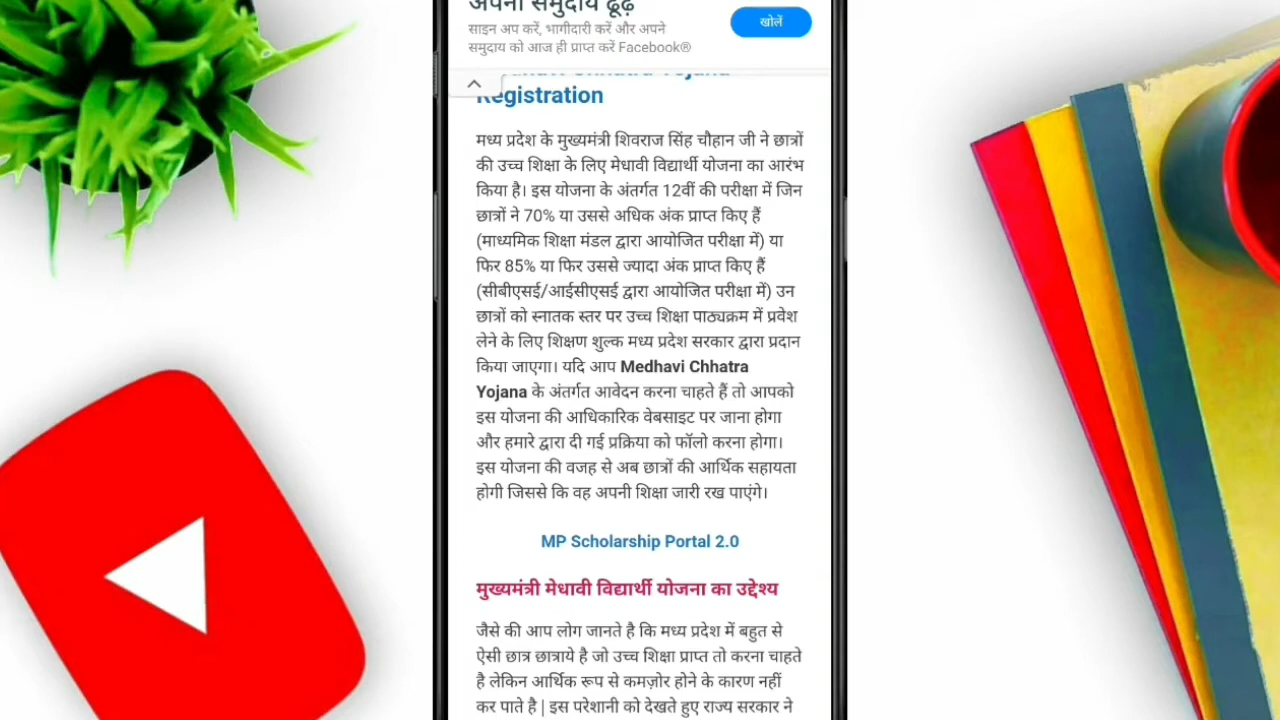 अपना समुदाय ढूंढ़ें
साइन अप करें, भागीदारी करें और अपने
समुदाय को आज ही प्राप्त करें Facebook®
खोलें
Registration
मध्य प्रदेश के मुख्यमंत्री शिवराज सिंह चौहान जी ने छात्रों
की उच्च शिक्षा के लिए मेधावी विद्यार्थी योजना का आरंभ
किया है। इस योजना के अंतर्गत 12वीं की परीक्षा में जिन
छात्रों ने 70% या उससे अधिक अंक प्राप्त किए हैं
(माध्यमिक शिक्षा मंडल द्वारा आयोजित परीक्षा में) या
फिर 85% या फिर उससे ज्यादा अंक प्राप्त किए हैं
(सीबीएसई/आईसीएसई द्वारा आयोजित परीक्षा में) उन
छात्रों को स्नातक स्तर पर उच्च शिक्षा पाठ्यक्रम में प्रवेश
लेने के लिए शिक्षण शुल्क मध्य प्रदेश सरकार द्वारा प्रदान
किया जाएगा। यदि आप Medhavi Chhatra
Yojana के अंतर्गत आवेदन करना चाहते हैं तो आपको
इस योजना की आधिकारिक वेबसाइट पर जाना होगा
और हमारे द्वारा दी गई प्रक्रिया को फॉलो करना होगा।
इस योजना की वजह से अब छात्रों की आर्थिक सहायता
होगी जिससे कि वह अपनी शिक्षा जारी रख पाएंगे।
MP Scholarship Portal 2.0
मुख्यमंत्री मेधावी विद्यार्थी योजना का उद्देश्य
जैसे की आप लोग जानते है कि मध्य प्रदेश में बहुत से
ऐसी छात्र छात्राये है जो उच्च शिक्षा प्राप्त तो करना चाहते
है लेकिन आर्थिक रूप से कमज़ोर होने के कारण नहीं
कर पाते है | इस परेशानी को देखते हुए राज्य सरकार ने